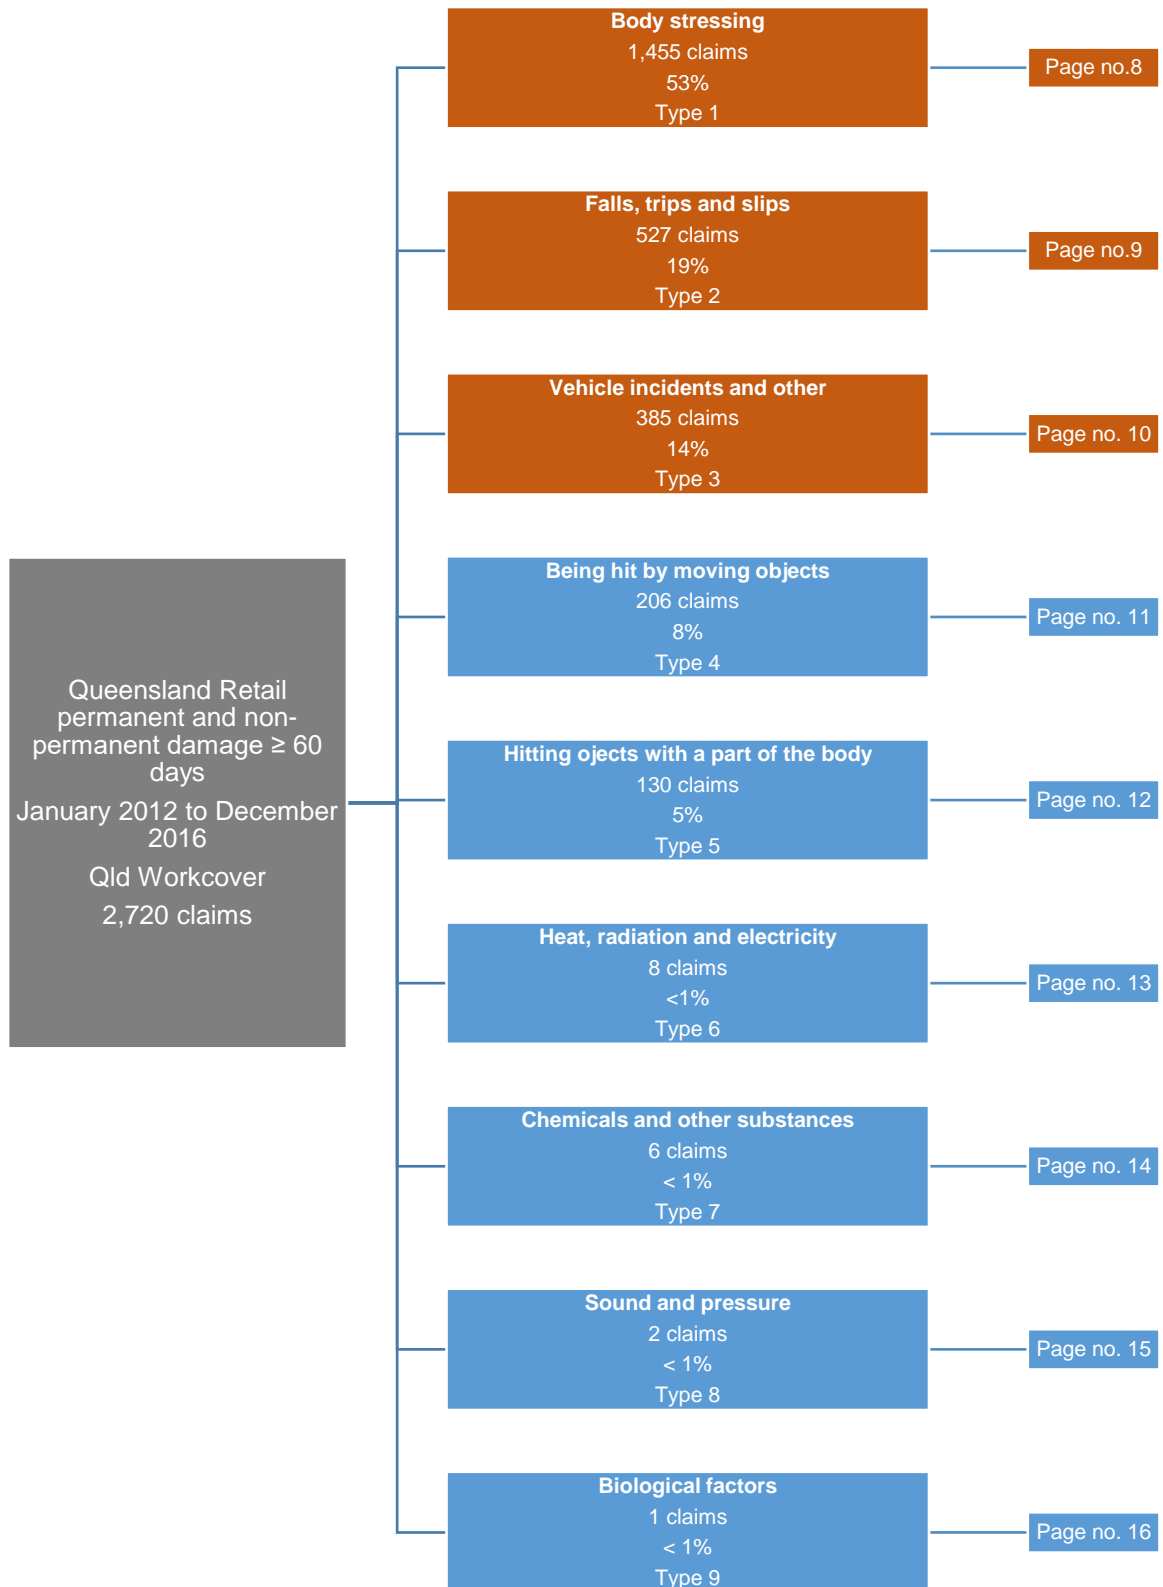 Queensland Retail
permanent and non-
permanent damage ≥ 60
days
January 2012 to December
2016
Qld Workcover
2,720 claims
Body stressing
1,455 claims
53%
Type 1
Page no.8
Falls, trips and slips
527 claims
19%
Type 2
Page no.9
Vehicle incidents and other
385 claims
14%
Type 3
Page no. 10
Being hit by moving objects
206 claims
8%
Type 4
Page no. 11
Hitting ojects with a part of the body
130 claims
5%
Type 5
Page no. 12
Heat, radiation and electricity
8 claims
<1%
Type 6
Page no. 13
Chemicals and other substances
6 claims
< 1%
Type 7
Page no. 14
Sound and pressure
2 claims
< 1%
Type 8
Page no. 15
Biological factors
1 claims
< 1%
Type 9
Page no. 16